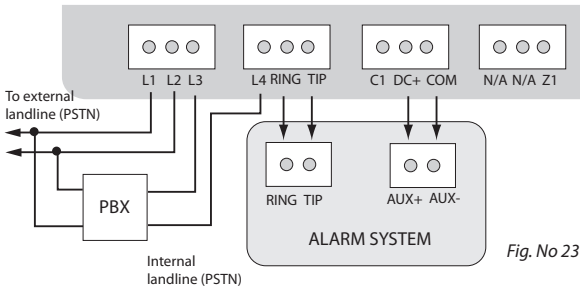 L1 L2 L3 L4 RING TIP C1 DC+ COM N/A N/A Z1
To external
landline (PSTN)
PBX
RING TIP AUX+ AUX-
ALARM SYSTEM
Internal
landline (PSTN)
Fig. No 23